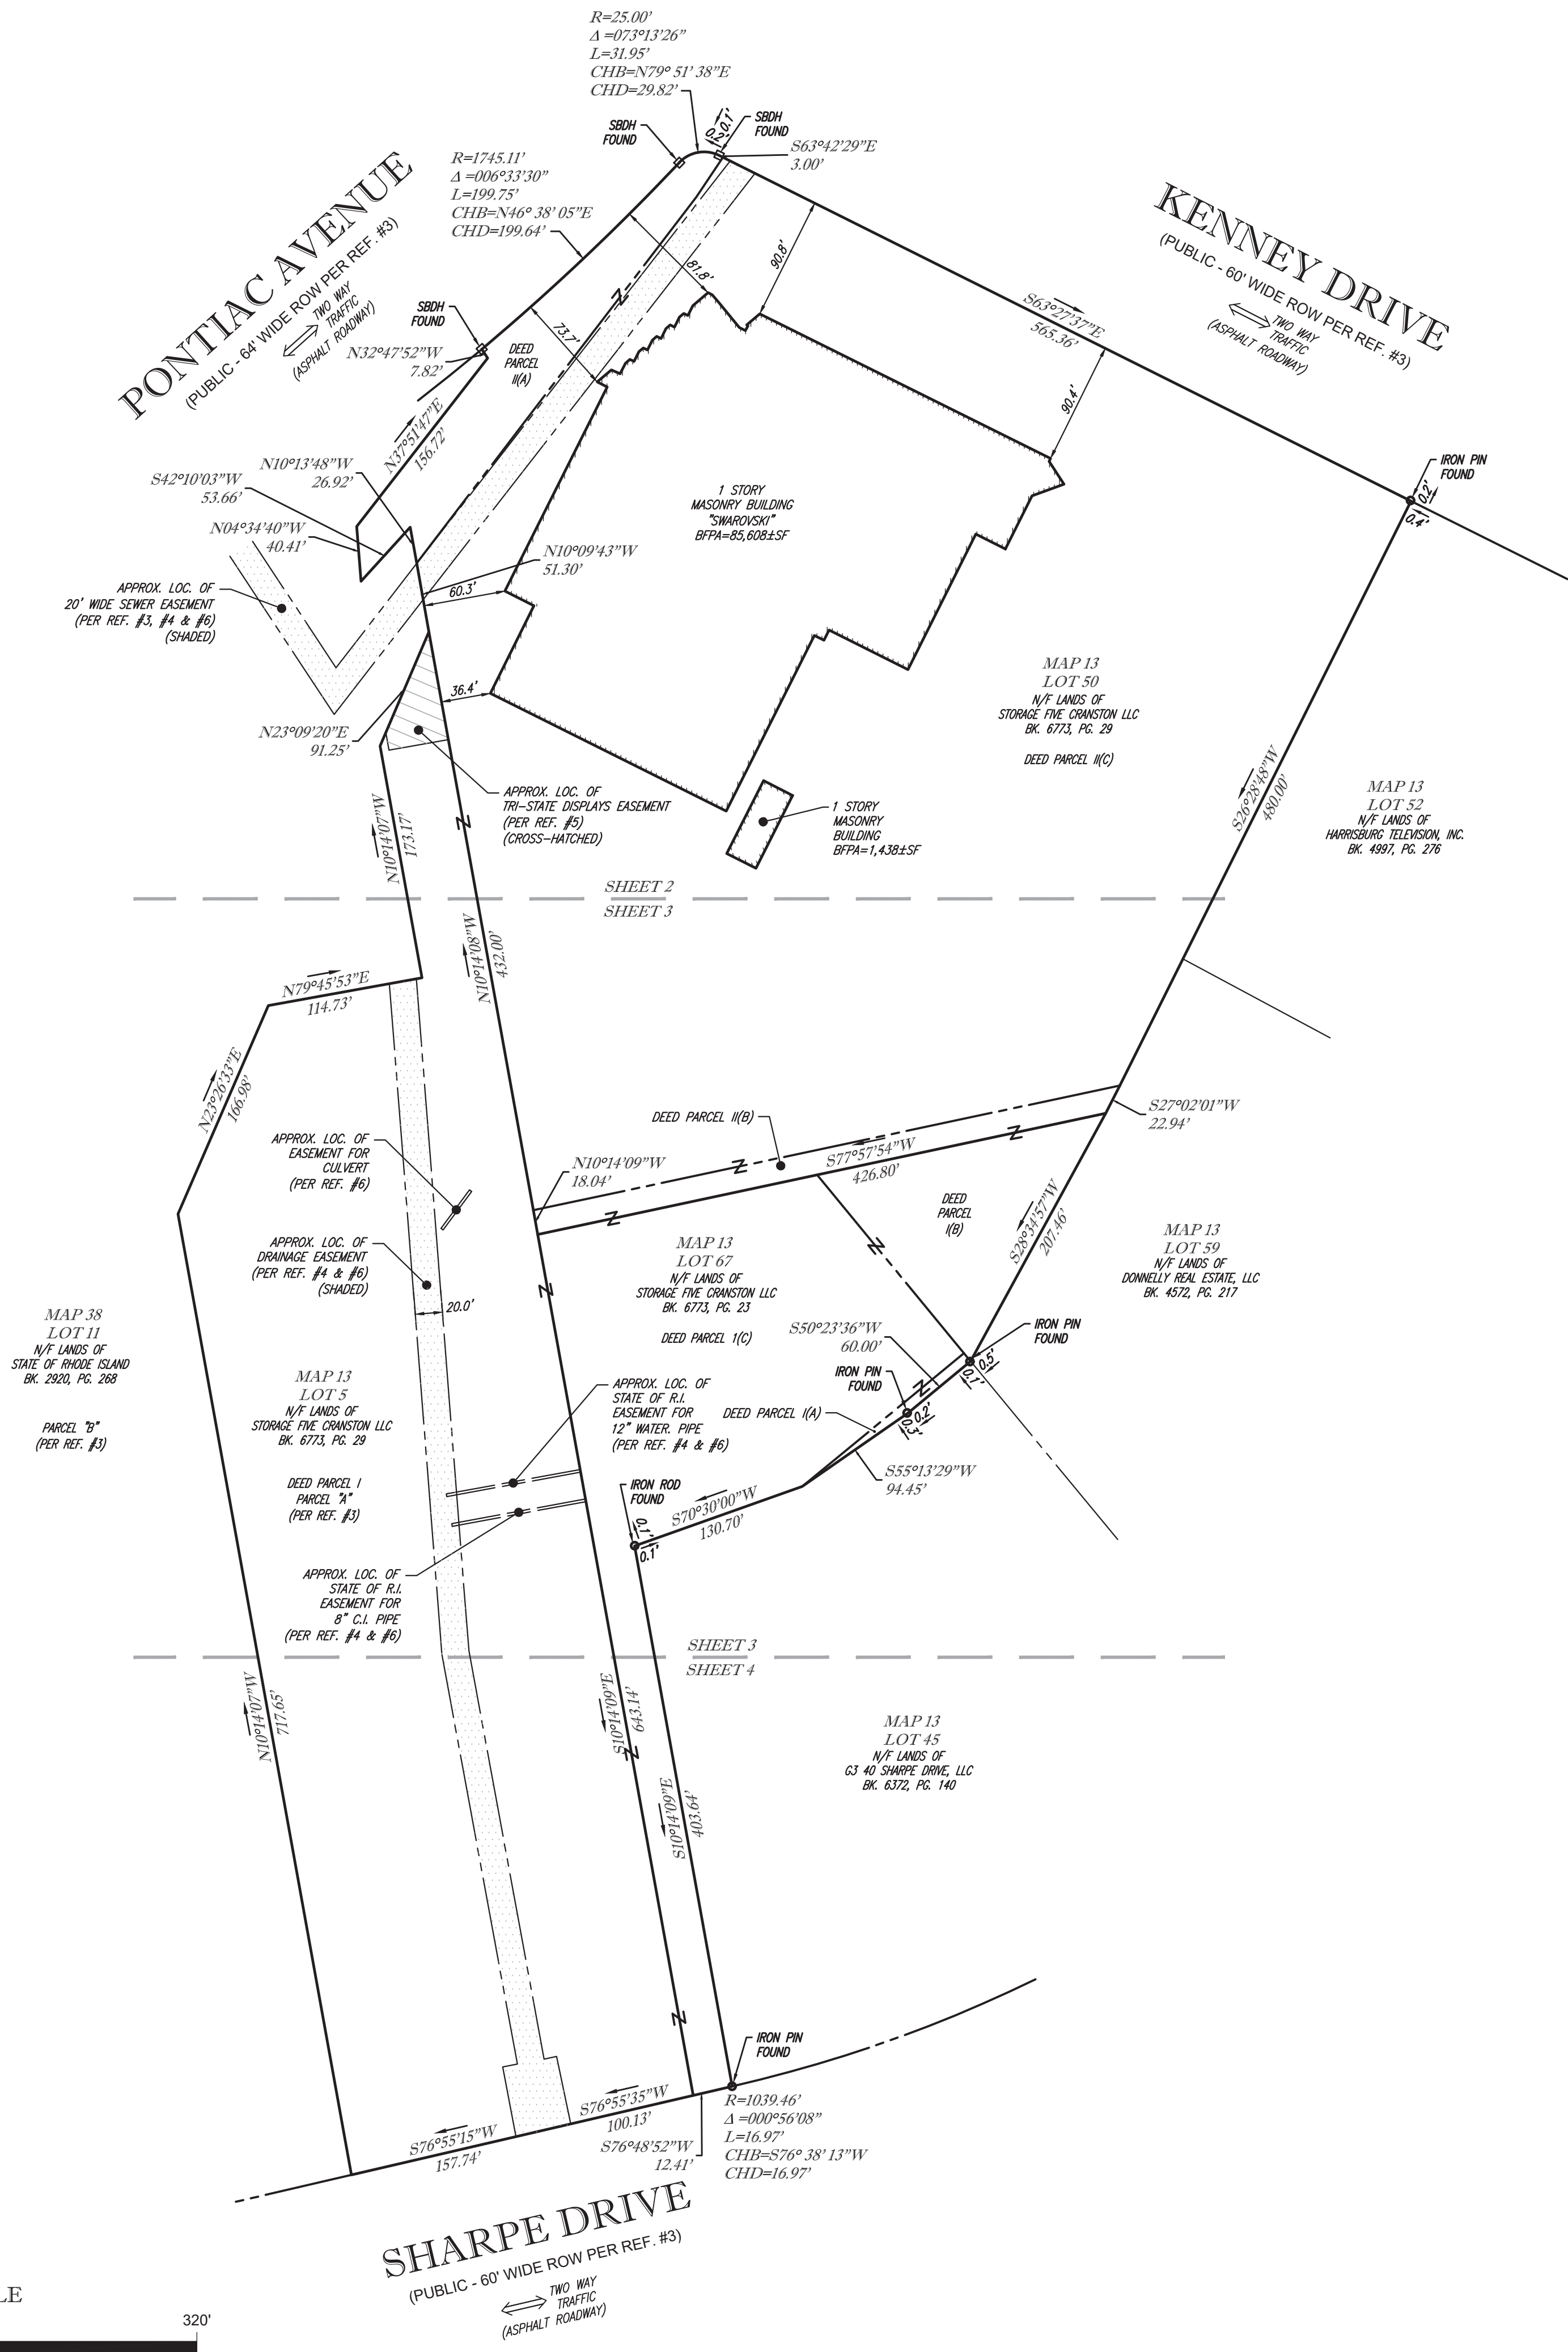 R=25.00'
Δ =073°13'26"
L=31.95'
CHB=N79° 51' 38"E
CHD=29.82'
SBDH
FOUND
0.2'
0.1'
SBDH
FOUND
S63°42'29"E
3.00'
R=1745.11'
Δ =006°33'30"
L=199.75'
CHB=N46° 38' 05"E
CHD=199.64'
PONTIAC AVENUE
(PUBLIC - 64' WIDE ROW PER REF. #3)
TWO WAY
TRAFFIC
(ASPHALT ROADWAY)
KENNEY DRIVE
(PUBLIC - 60' WIDE ROW PER REF. #3)
TWO WAY
TRAFFIC
(ASPHALT ROADWAY)
81.8'
90.8'
S63°27'37"E
565.36'
SBDH
FOUND
N32°47'52"W
7.82'
DEED
PARCEL
II(A)
73.7'
90.4'
N37°51'47"E
156.72'
N10°13'48"W
26.92'
S42°10'03"W
53.66'
N04°34'40"W
40.41'
1 STORY
MASONRY BUILDING
"SWAROVSKI"
BFPA=85,608±SF
IRON PIN
FOUND
0.2'
0.4'
N10°09'43"W
51.30'
60.3'
APPROX. LOC. OF
20' WIDE SEWER EASEMENT
(PER REF. #3, #4 & #6)
(SHADED)
36.4'
N23°09'20"E
91.25'
MAP 13
LOT 50
N/F LANDS OF
STORAGE FIVE CRANSTON LLC
BK. 6773, PG. 29
DEED PARCEL II(C)
S26°28'48"W
480.00'
MAP 13
LOT 52
N/F LANDS OF
HARRISBURG TELEVISION, INC.
BK. 4997, PG. 276
APPROX. LOC. OF
TRI-STATE DISPLAYS EASEMENT
(PER REF. #5)
(CROSS-HATCHED)
1 STORY
MASONRY
BUILDING
BFPA=1,438±SF
N10°14'07"W
173.17'
SHEET 2
SHEET 3
N10°14'08"W
432.00'
N79°45'53"E
114.73'
N23°26'33"E
166.98'
DEED PARCEL II(B)
S27°02'01"W
22.94'
APPROX. LOC. OF
EASEMENT FOR
CULVERT
(PER REF. #6)
N10°14'09"W
18.04'
S77°57'54"W
426.80'
DEED
PARCEL
I(B)
S28°34'57"W
207.46'
APPROX. LOC. OF
DRAINAGE EASEMENT
(PER REF. #4 & #6)
(SHADED)
20.0'
MAP 13
LOT 67
N/F LANDS OF
STORAGE FIVE CRANSTON LLC
BK. 6773, PG. 23
DEED PARCEL 1(C)
MAP 13
LOT 59
N/F LANDS OF
DONNELLY REAL ESTATE, LLC
BK. 4572, PG. 217
MAP 38
LOT 11
N/F LANDS OF
STATE OF RHODE ISLAND
BK. 2920, PG. 268
PARCEL "B"
(PER REF. #3)
S50°23'36"W
60.00'
IRON PIN
FOUND
0.5'
0.1'
IRON PIN
FOUND
0.2'
0.3'
MAP 13
LOT 5
N/F LANDS OF
STORAGE FIVE CRANSTON LLC
BK. 6773, PG. 29
DEED PARCEL I
PARCEL "A"
(PER REF. #3)
APPROX. LOC. OF
STATE OF R.I.
EASEMENT FOR
12" WATER. PIPE
(PER REF. #4 & #6)
DEED PARCEL I(A)
S55°13'29"W
94.45'
IRON ROD
FOUND
0.1'
0.1'
S70°30'00"W
130.70'
APPROX. LOC. OF
STATE OF R.I.
EASEMENT FOR
8" C.I. PIPE
(PER REF. #4 & #6)
SHEET 3
SHEET 4
N10°14'07"W
717.65'
S10°14'09"E
643.14'
S10°14'09"E
403.64'
MAP 13
LOT 45
N/F LANDS OF
G3 40 SHARPE DRIVE, LLC
BK. 6372, PG. 140
IRON PIN
FOUND
S76°55'35"W
100.13'
S76°55'15"W
157.74'
S76°48'52"W
12.41'
R=1039.46'
Δ =000°56'08"
L=16.97'
CHB=S76° 38' 13"W
CHD=16.97'
SHARPE DRIVE
(PUBLIC - 60' WIDE ROW PER REF. #3)
TWO WAY
TRAFFIC
(ASPHALT ROADWAY)
LE
320'